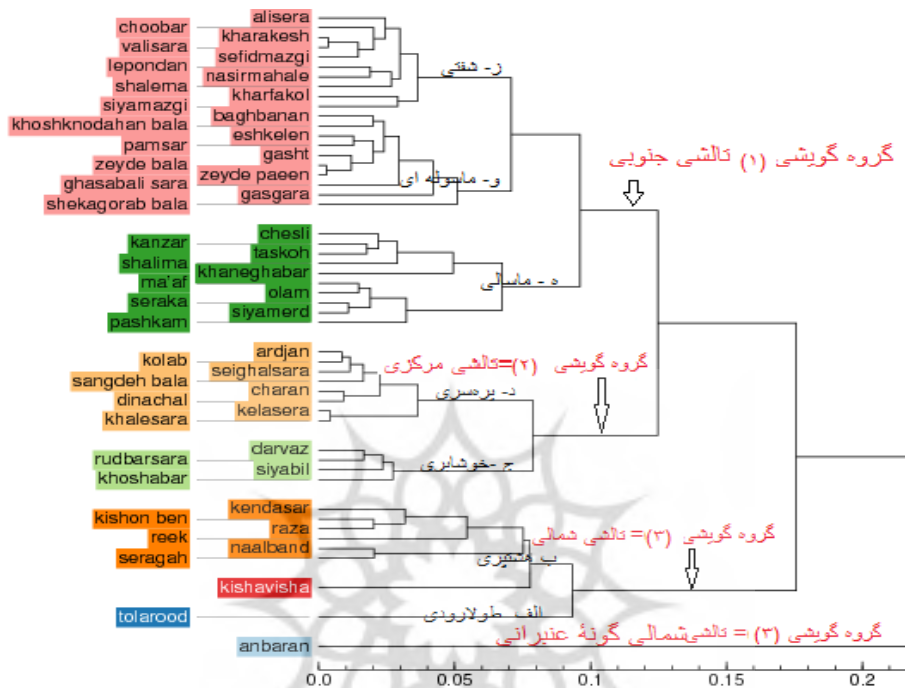 alisera
choobar
kharakesh
valisara
sefidmazgi
lepondan
nasirmahale
shalema
kharfakol
siyamazgi
baghbanan
khoshknodahan bala
eshkelen
pamsar
gasht
zeyde bala
zeyde paeen
ghasabali sara
gasgara
shekagorab bala
ز- شفتی
و- ماسوله ای
گروه گویشی (۱) تالشی جنوبی
chesli
kanzar
taskoh
shalima
khaneghabar
ma'af
olam
seraka
siyamerd
pashkam
ه - ماسالی
ardjan
kolab
seighalsara
sangdeh bala
charan
dinachal
kelasera
khalesara
گروه گویشی (۲)=تالشی مرکزی
د- پره‌سری
darvaz
rudbarsara
siyabil
khoshabar
ج -خوشابری
kendasar
kishon ben
raza
reek
naalband
seragah
گروه گویشی (۳)= تالشی شمالی
ب- هشتپری
kishavisha
tolarood
الف- طولارودی
anbaran
گروه گویشی (۳) = تالشی‌شمالی گونهٔ عنبرانی
0.0 0.05 0.1 0.15 0.2